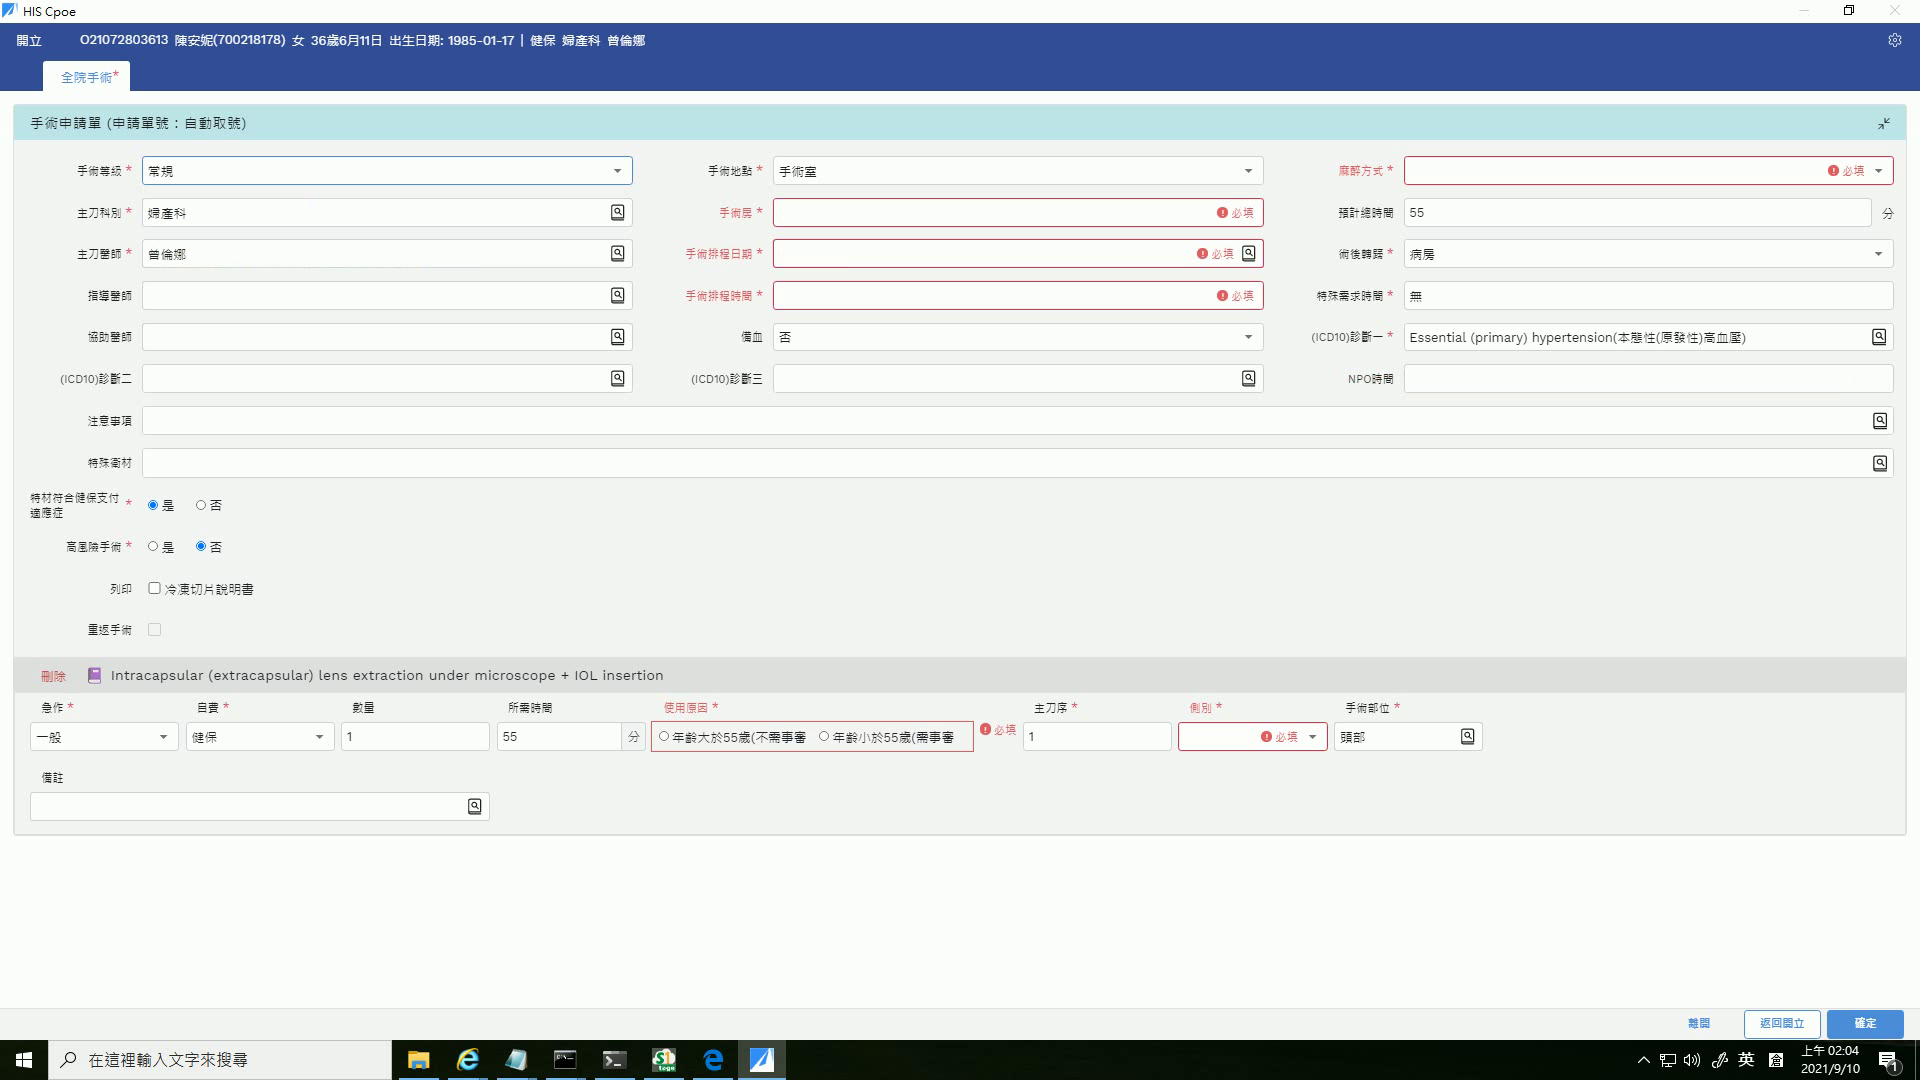 HIS Cpoe
開立 O21072803613 陳安妮(700218178) 女 36歲6月11日 出生日期: 1985-01-17 | 健保 婦產科 曾倫娜
全院手術*
手術申請單 (申請單號：自動取號)
手術等級 * 常規 手術地點 * 手術室 麻醉方式 * 必填
主刀科別 * 婦產科 手術房 * 必填 預計總時間 55 分
主刀醫師 * 曾倫娜 手術排程日期 * 必填 術後轉歸 * 病房
指導醫師 手術排程時間 * 必填 特殊需求時間 * 無
協助醫師 備血 否 (ICD10)診斷一 * Essential (primary) hypertension(本態性(原發性)高血壓)
(ICD10)診斷二 (ICD10)診斷三 NPO時間
注意事項
特殊衛材
特材符合健保支付適應症 * 是 否
高風險手術 * 是 否
列印 冷凍切片說明書
重返手術
刪除 Intracapsular (extracapsular) lens extraction under microscope + IOL insertion
急作 * 自費 * 數量 所需時間 使用原因 * 主刀序 * 側別 * 手術部位 *
一般 健保 1 55 分 年齡大於55歲(不需事審 年齡小於55歲(需事審 必填 1 必填 頭部
備註
離開 返回開立 確定
在這裡輸入文字來搜尋
英
上午 02:04
2021/9/10
1